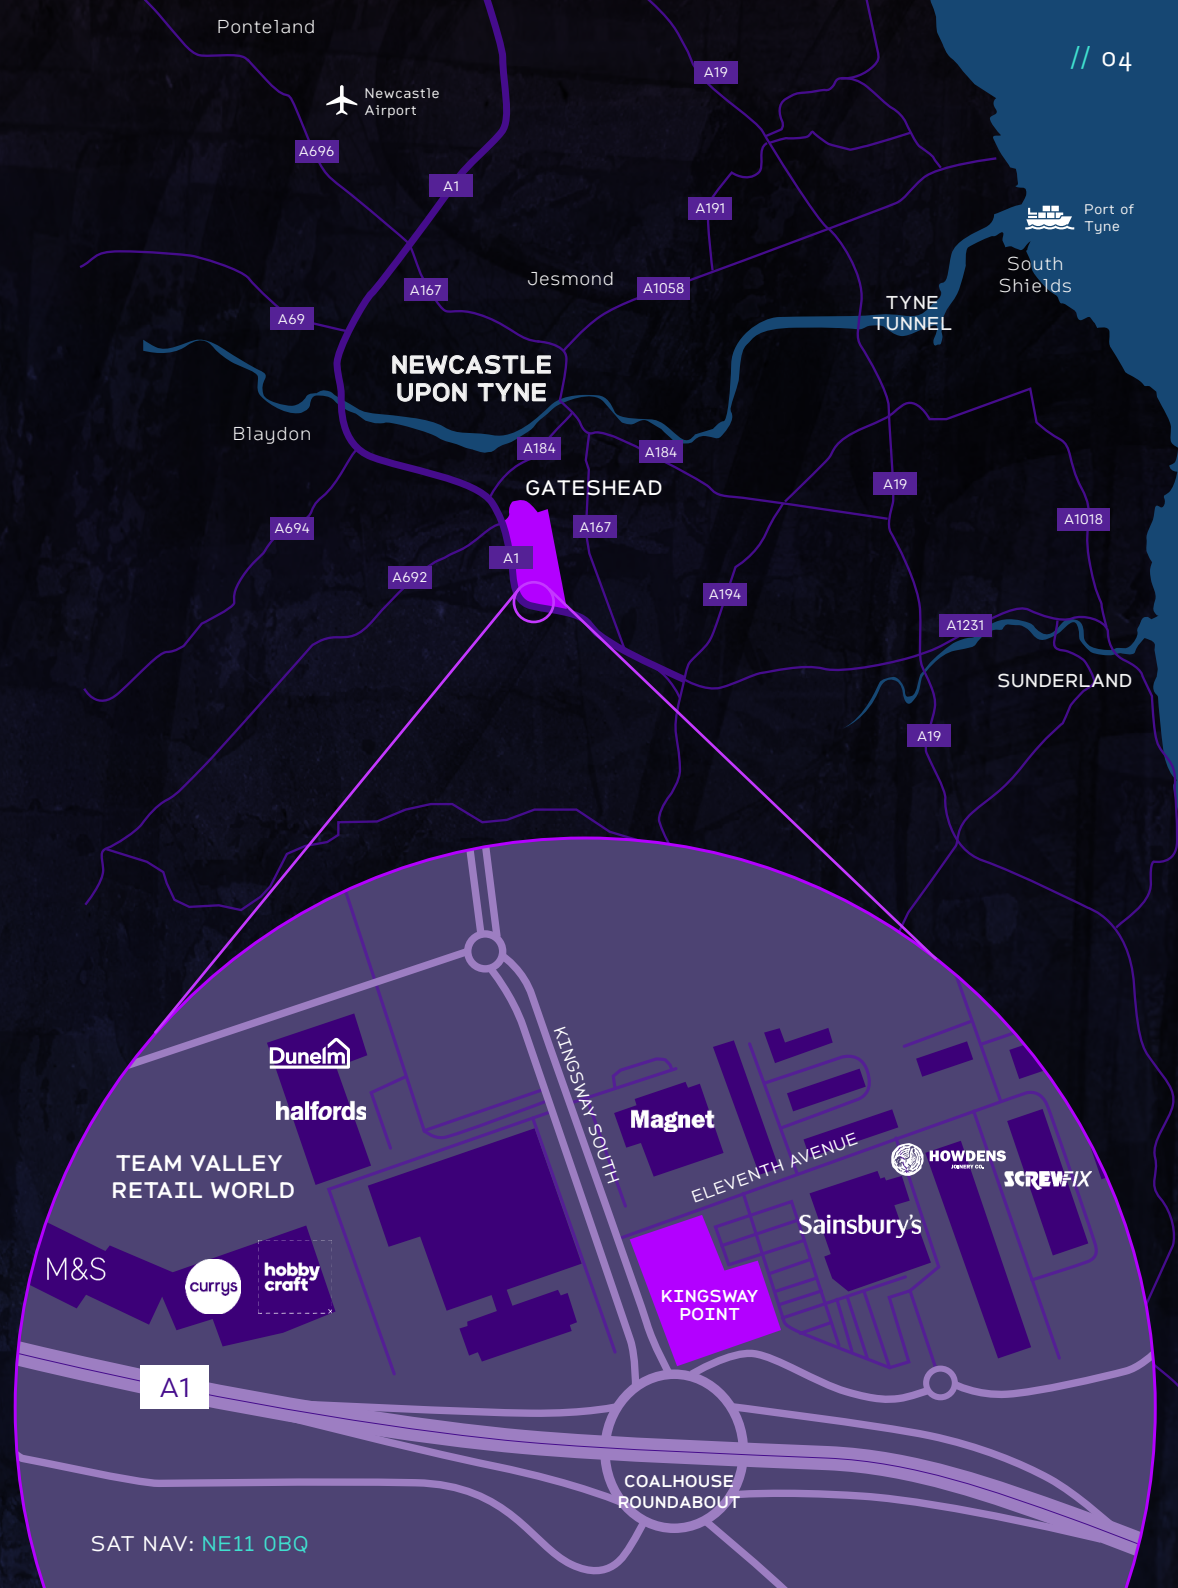 Ponteland
// 04
A19
Newcastle
Airport
A696
A1
A191
Port of
Tyne
South
Shields
Jesmond
A167
A1058
TYNE
TUNNEL
A69
NEWCASTLE
UPON TYNE
Blaydon
A184
A184
GATESHEAD
A19
A1018
A694
A167
A1
A692
A194
A1231
SUNDERLAND
A19
KINGSWAY SOUTH
Dunelm
halfords
Magnet
TEAM VALLEY
RETAIL WORLD
ELEVENTH AVENUE
HOWDENS
JOINERY CO.
SCREWFIX
Sainsbury's
M&S
currys
hobby
craft
KINGSWAY
POINT
A1
COALHOUSE
ROUNDABOUT
SAT NAV: NE11 0BQ